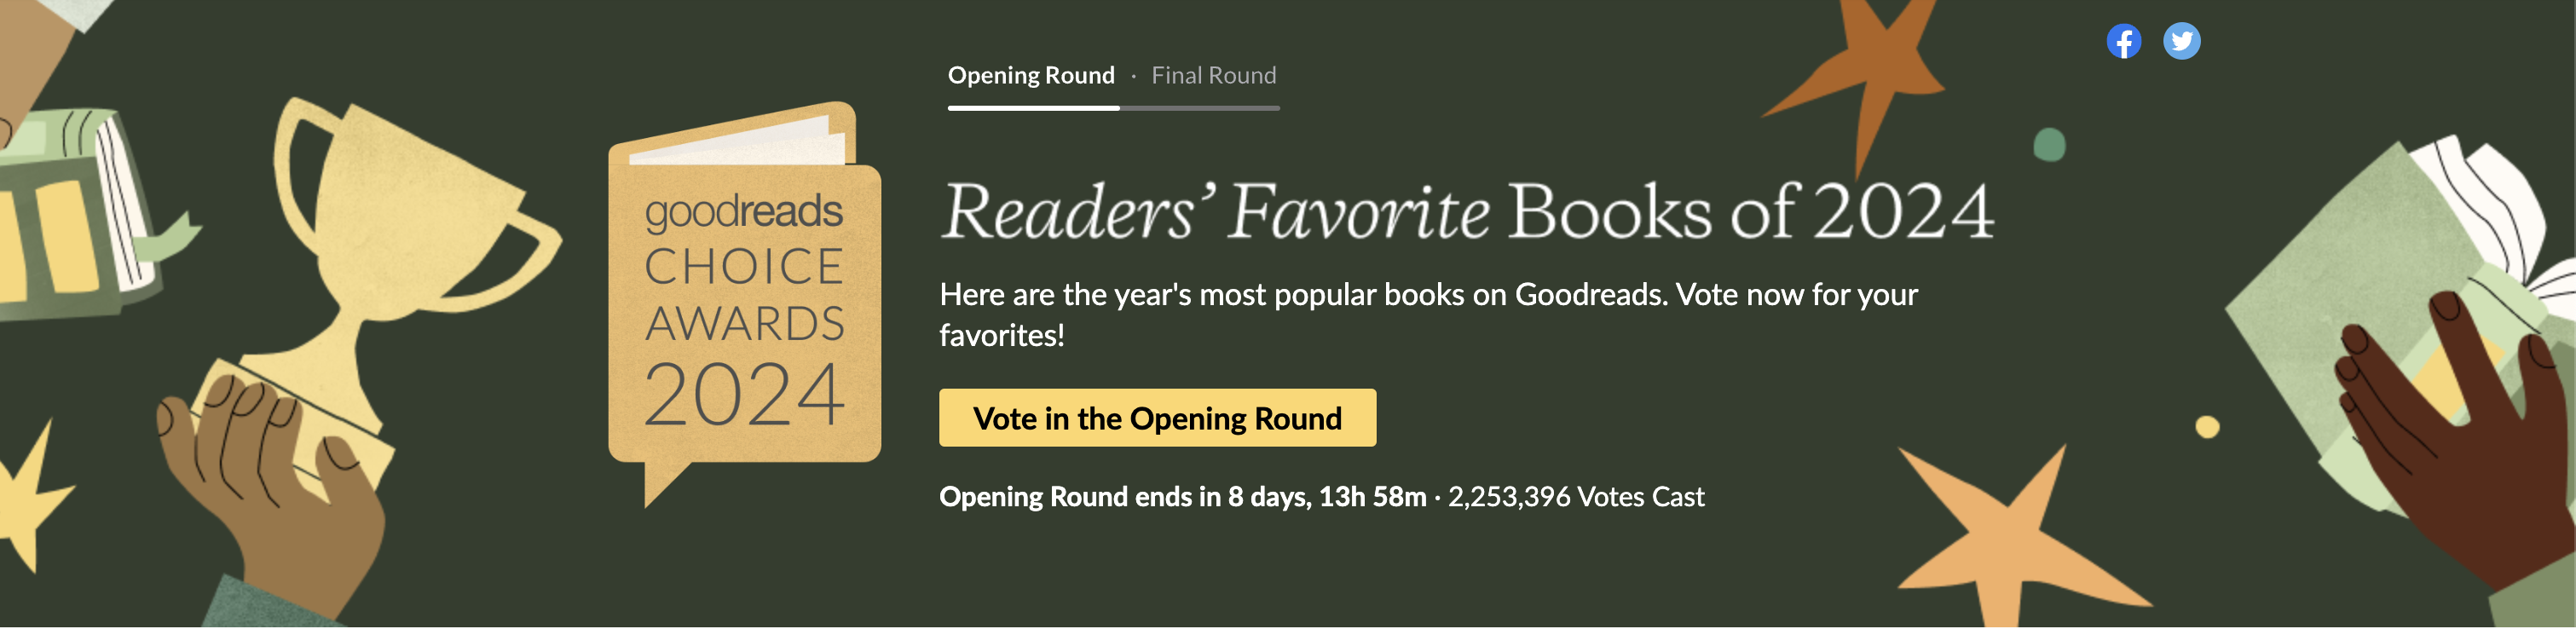 Opening Round · Final Round
goodreads
CHOICE
AWARDS
2024
Readers’ Favorite Books of 2024
Here are the year's most popular books on Goodreads. Vote now for your
favorites!
Vote in the Opening Round
Opening Round ends in 8 days, 13h 58m · 2,253,396 Votes Cast